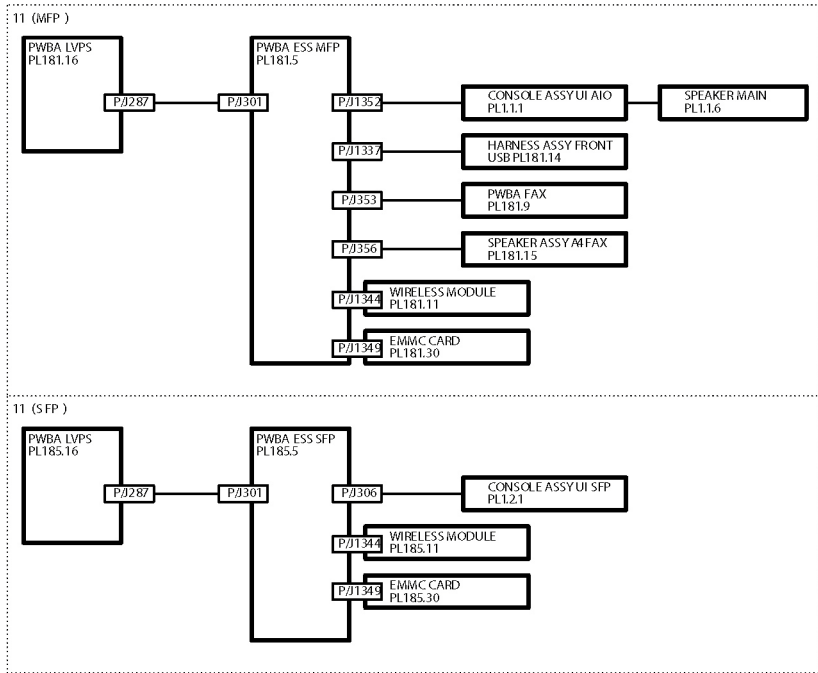 11 (MFP )
PWBA LVPS
PL181.16
PWBA ESS MFP
PL181.5
P/J287
P/J301
P/J1352
CONSOLE ASSY UI AIO
PL1.1.1
SPEAKER MAIN
PL1.1.6
P/J1337
HARNESS ASSY FRONT
USB PL181.14
P/J353
PWBA FAX
PL181.9
P/J356
SPEAKER ASSY A4 FAX
PL181.15
P/J1344
WIRELESS MODULE
PL181.11
P/J1349
EMMC CARD
PL181.30
11 (SFP )
PWBA LVPS
PL185.16
PWBA ESS SFP
PL185.5
P/J287
P/J301
P/J306
CONSOLE ASSY UI SFP
PL1.2.1
P/J1344
WIRELESS MODULE
PL185.11
P/J1349
EMMC CARD
PL185.30